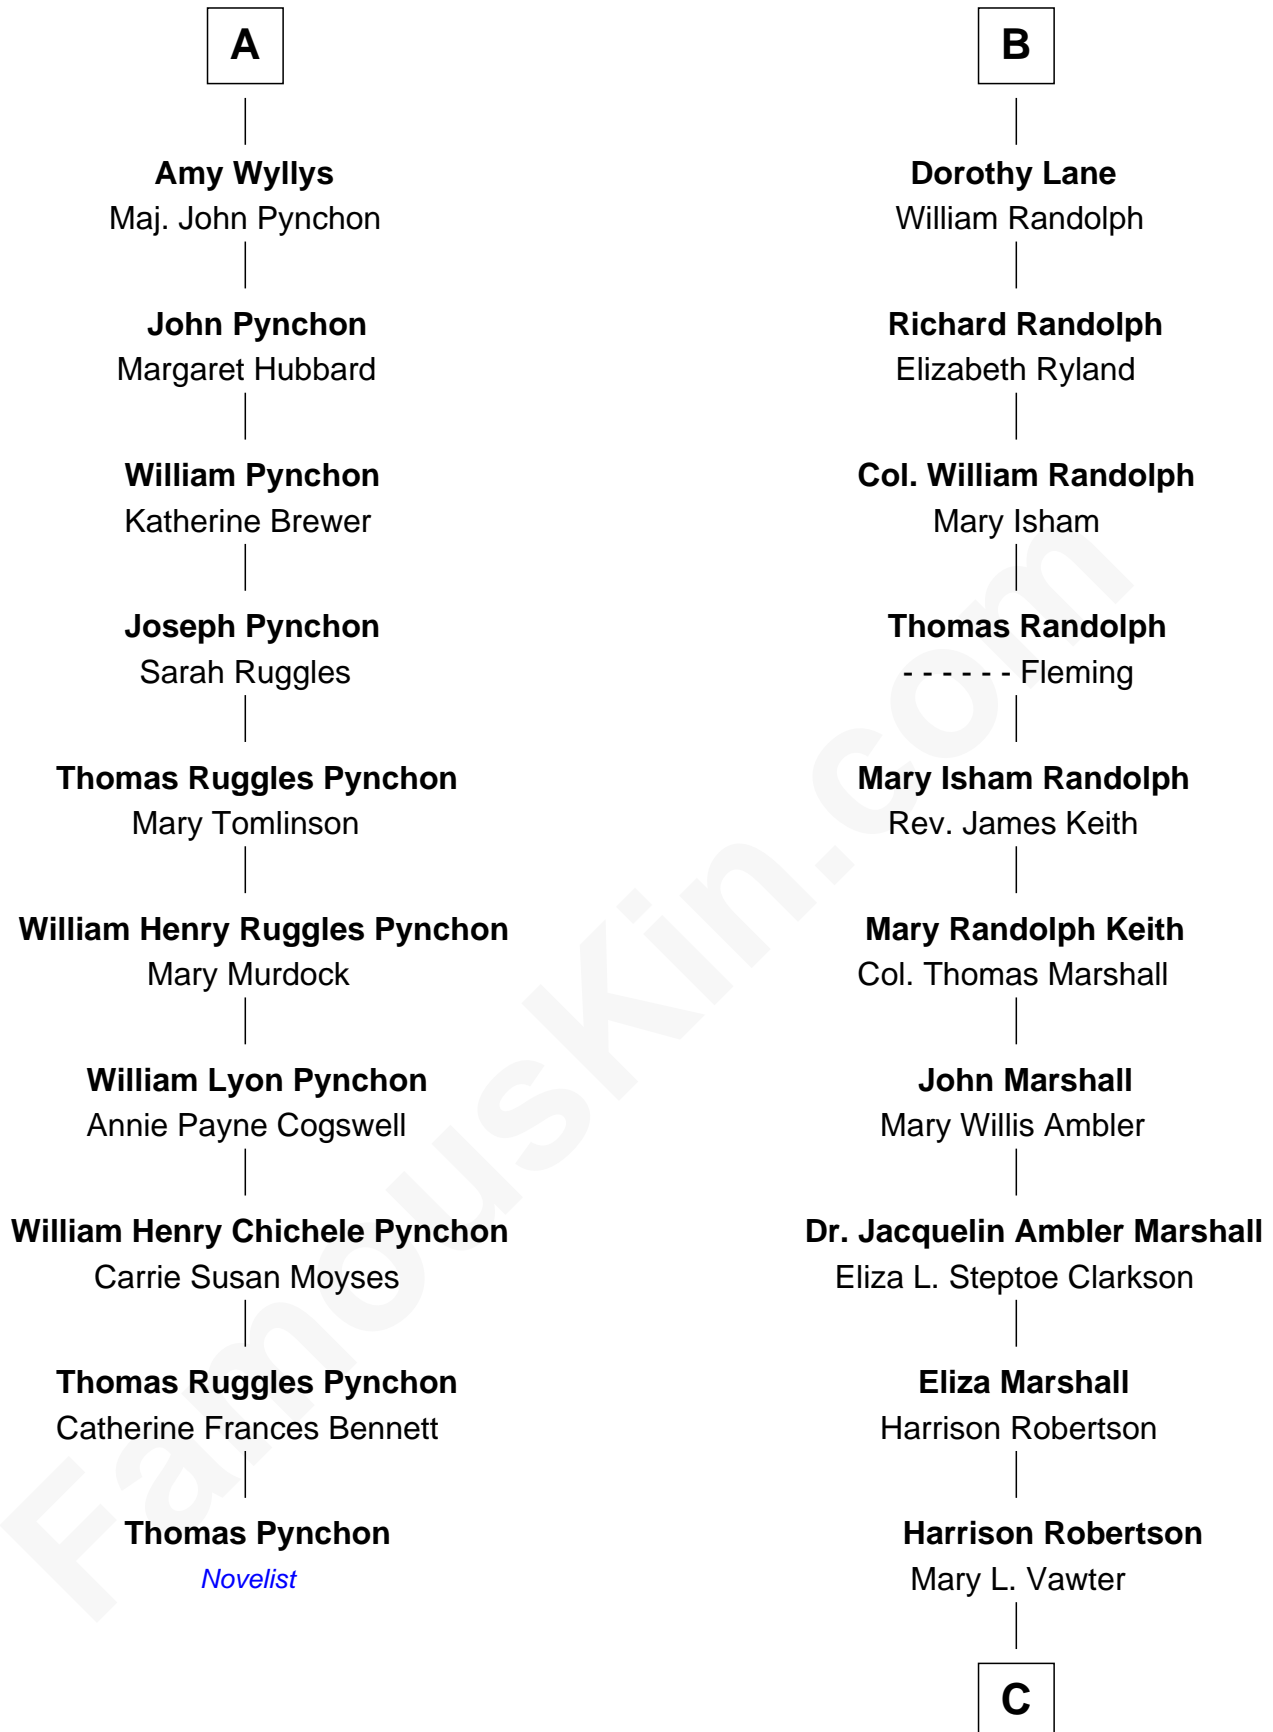 A
Amy Wyllys
Maj. John Pynchon
John Pynchon
Margaret Hubbard
William Pynchon
Katherine Brewer
Joseph Pynchon
Sarah Ruggles
Thomas Ruggles Pynchon
Mary Tomlinson
William Henry Ruggles Pynchon
Mary Murdock
William Lyon Pynchon
Annie Payne Cogswell
William Henry Chichele Pynchon
Carrie Susan Moyses
Thomas Ruggles Pynchon
Catherine Frances Bennett
Thomas Pynchon
Novelist
B
Dorothy Lane
William Randolph
Richard Randolph
Elizabeth Ryland
Col. William Randolph
Mary Isham
Thomas Randolph
- - - - - - Fleming
Mary Isham Randolph
Rev. James Keith
Mary Randolph Keith
Col. Thomas Marshall
John Marshall
Mary Willis Ambler
Dr. Jacquelin Ambler Marshall
Eliza L. Steptoe Clarkson
Eliza Marshall
Harrison Robertson
Harrison Robertson
Mary L. Vawter
C
FamousKin.com